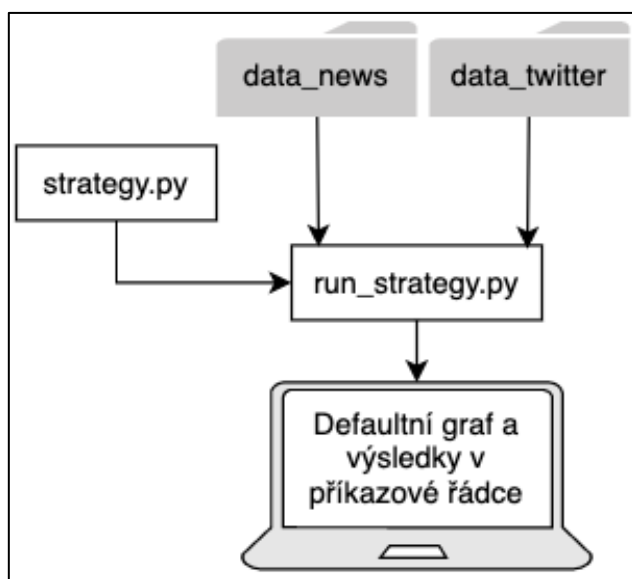 data_news
data_twitter
strategy.py
run_strategy.py
Defaultní graf a
výsledky v
příkazové řádce